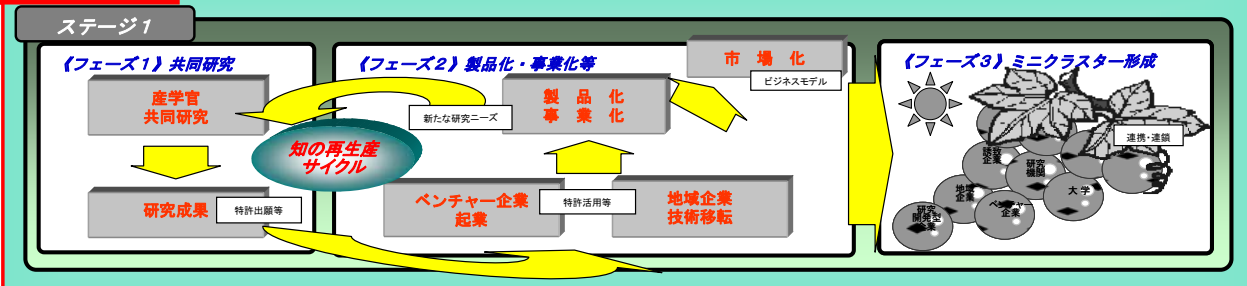 ステージ1
《フェーズ1》共同研究
産学官
共同研究
研究成果
特許出願等
知の再生産
サイクル
《フェーズ2》製品化・事業化等
新たな研究ニーズ
製品化
事業化
市場化
ビジネスモデル
ベンチャー企業
起業
特許活用等
地域企業
技術移転
《フェーズ3》ミニクラスター形成
連携・連鎖
誘致
企業
研究
機関
大学
地域
企業
ベンチャー
企業
研究
開発型
企業